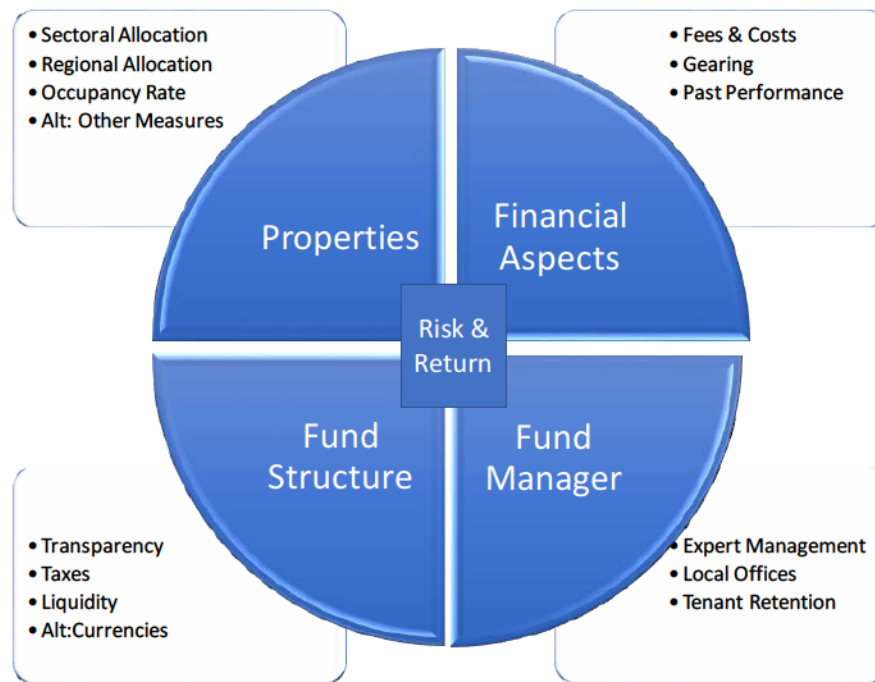 • Sectoral Allocation
• Regional Allocation
• Occupancy Rate
• Alt: Other Measures
• Fees & Costs
• Gearing
• Past Performance
Properties
Financial
Aspects
Risk &
Return
Fund
Structure
Fund
Manager
• Transparency
• Taxes
• Liquidity
• Alt:Currencies
• Expert Management
• Local Offices
• Tenant Retention